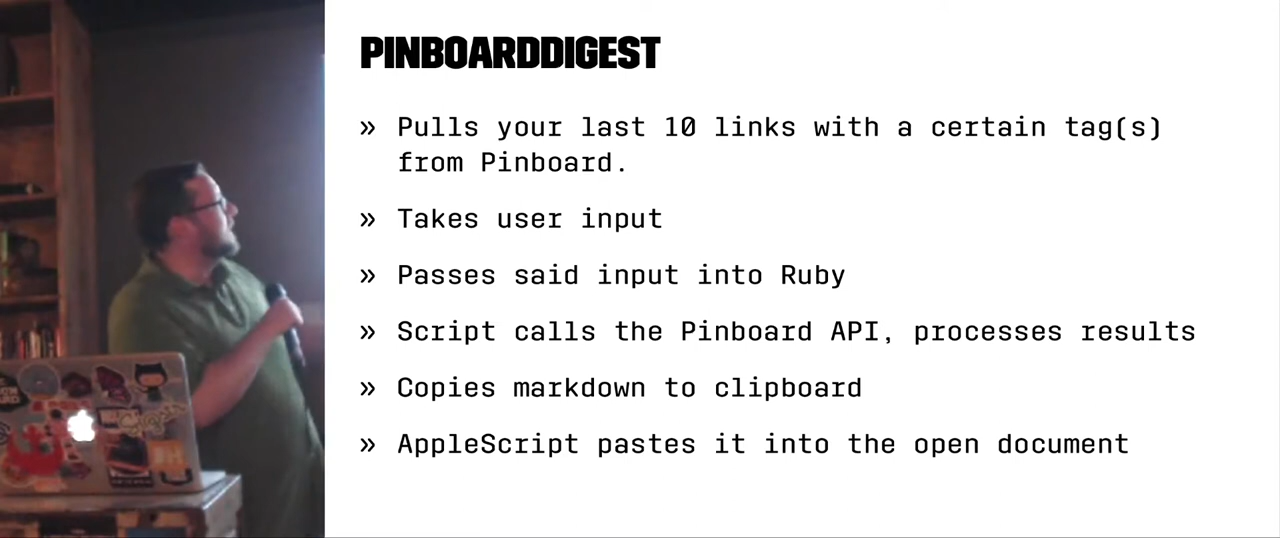 PINBOARDDIGEST
» Pulls your last 10 links with a certain tag(s)
from Pinboard.
» Takes user input
» Passes said input into Ruby
» Script calls the Pinboard API, processes results
» Copies markdown to clipboard
» AppleScript pastes it into the open document